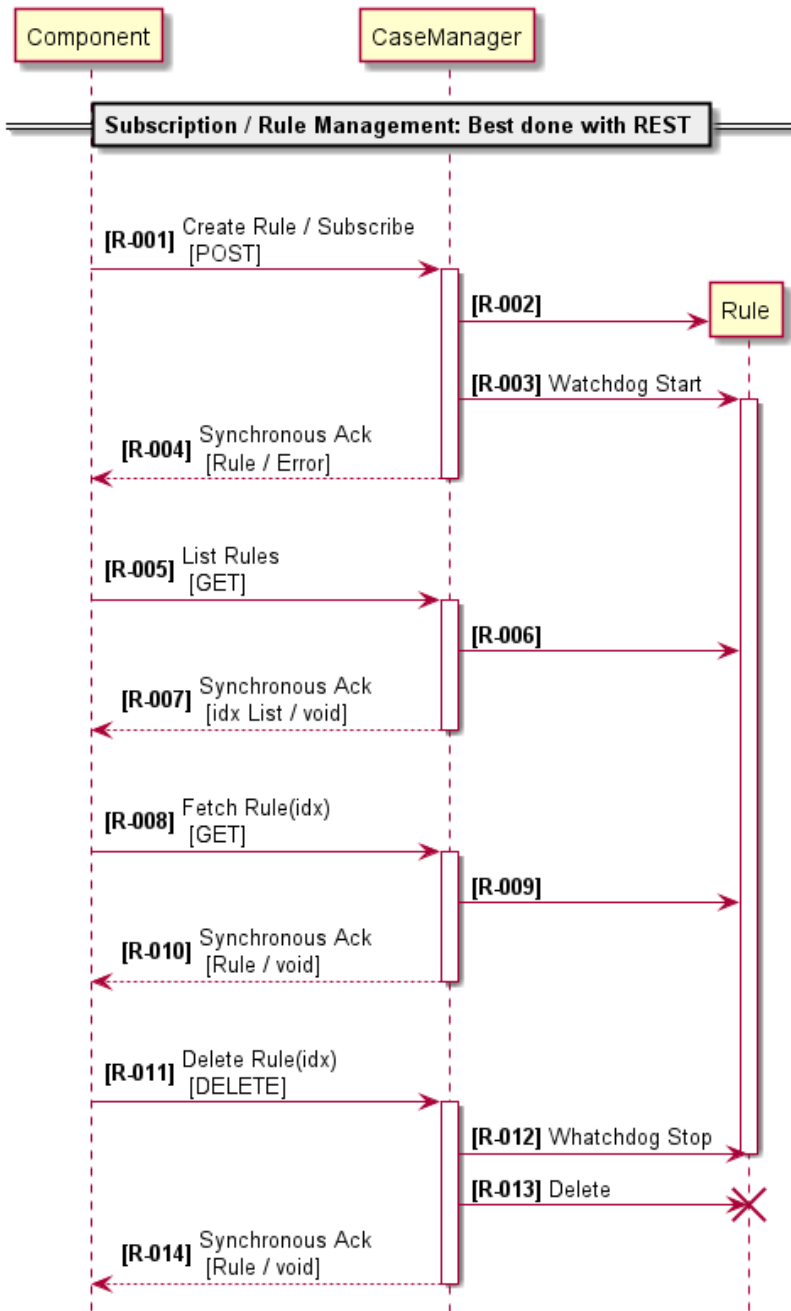 Component CaseManager
Subscription / Rule Management: Best done with REST
[R-001] Create Rule / Subscribe
[POST]
[R-002]
Rule
[R-003] Watchdog Start
[R-004] Synchronous Ack
[Rule / Error]
[R-005] List Rules
[GET]
[R-006]
[R-007] Synchronous Ack
[idx List / void]
[R-008] Fetch Rule(idx)
[GET]
[R-009]
[R-010] Synchronous Ack
[Rule / void]
[R-011] Delete Rule(idx)
[DELETE]
[R-012] Whatchdog Stop
[R-013] Delete
[R-014] Synchronous Ack
[Rule / void]